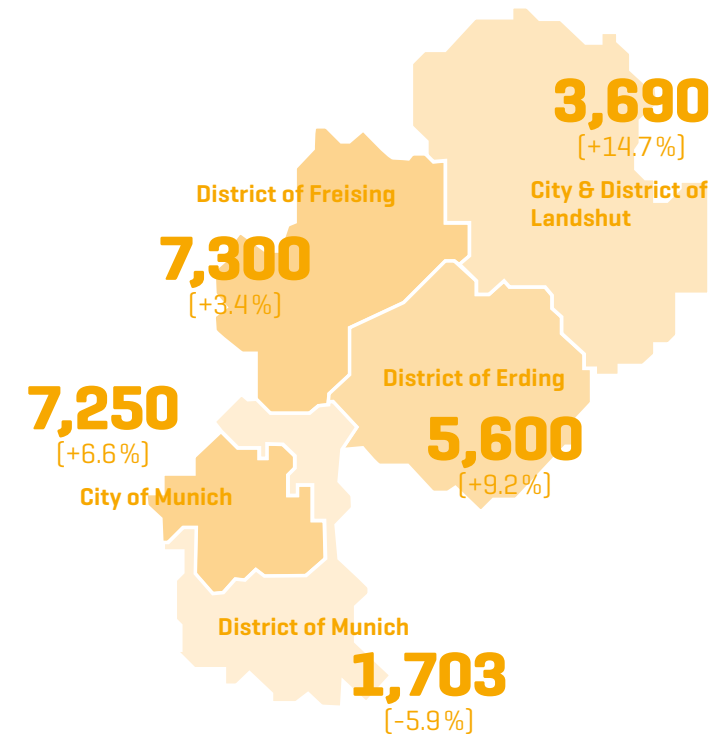 3,690
(+14.7 %)
City & District of
Landshut
District of Freising
7,300
(+3.4 %)
District of Erding
5,600
(+9.2 %)
7,250
(+6.6 %)
City of Munich
District of Munich
1,703
(-5.9 %)